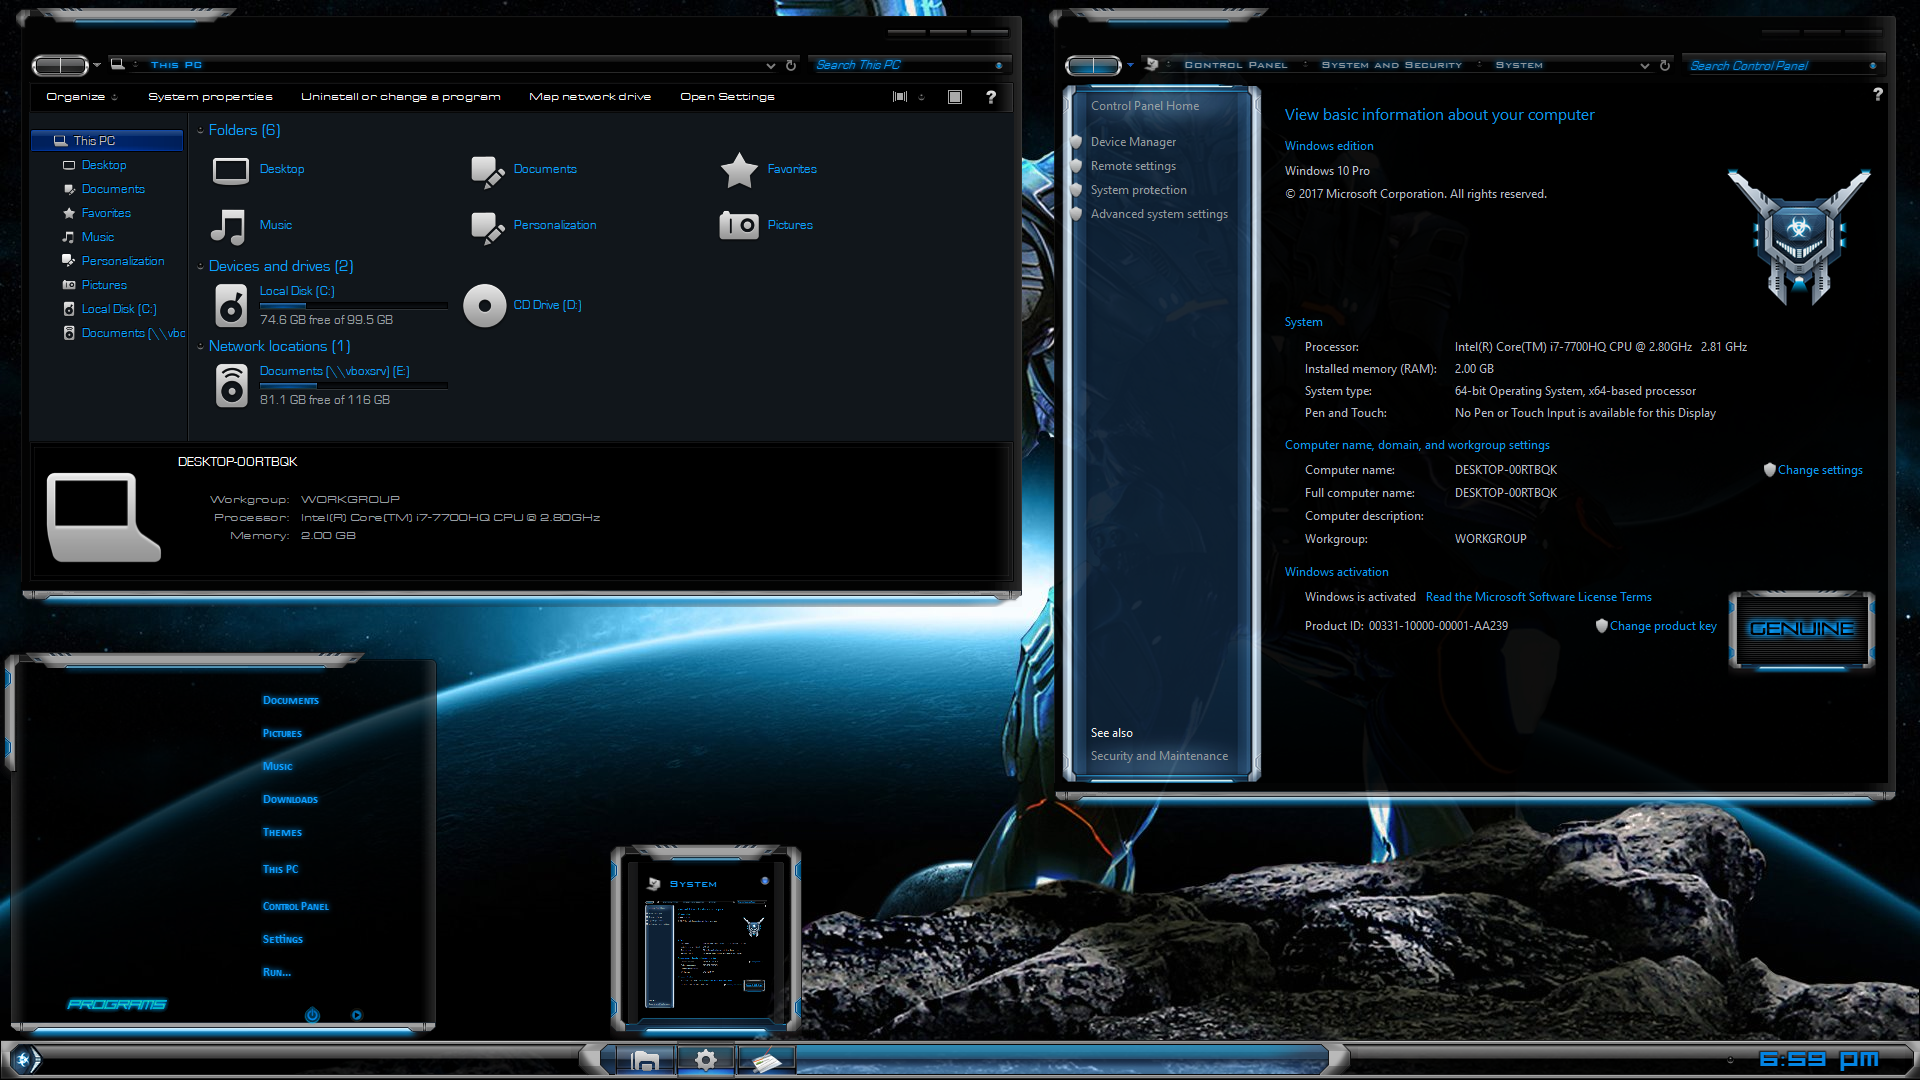 This PC
Search This PC
Organize
System properties
Uninstall or change a program
Map network drive
Open Settings
?
This PC
Desktop
Documents
Favorites
Music
Personalization
Pictures
Local Disk (C:)
Documents (\\vbo
Folders (6)
Desktop
Documents
Favorites
Music
Personalization
Pictures
Devices and drives (2)
Local Disk (C:)
74.6 GB free of 99.5 GB
CD Drive (D:)
Network locations (1)
Documents (\\vboxsrv) (E:)
81.1 GB free of 116 GB
DESKTOP-00RTBQK
Workgroup: WORKGROUP
Processor: Intel(R) Core(TM) i7-7700HQ CPU @ 2.80GHz
Memory: 2.00 GB
Control Panel
System and Security
System
Search Control Panel
?
Control Panel Home
Device Manager
Remote settings
System protection
Advanced system settings
See also
Security and Maintenance
View basic information about your computer
Windows edition
Windows 10 Pro
© 2017 Microsoft Corporation. All rights reserved.
System
Processor: Intel(R) Core(TM) i7-7700HQ CPU @ 2.80GHz 2.81 GHz
Installed memory (RAM): 2.00 GB
System type: 64-bit Operating System, x64-based processor
Pen and Touch: No Pen or Touch Input is available for this Display
Computer name, domain, and workgroup settings
Computer name: DESKTOP-00RTBQK
Change settings
Full computer name: DESKTOP-00RTBQK
Computer description:
Workgroup: WORKGROUP
Windows activation
Windows is activated Read the Microsoft Software License Terms
Product ID: 00331-10000-00001-AA239
Change product key
GENUINE
Documents
Pictures
Music
Downloads
Themes
This PC
Control Panel
Settings
Run...
PROGRAMS
System
6:59 pm